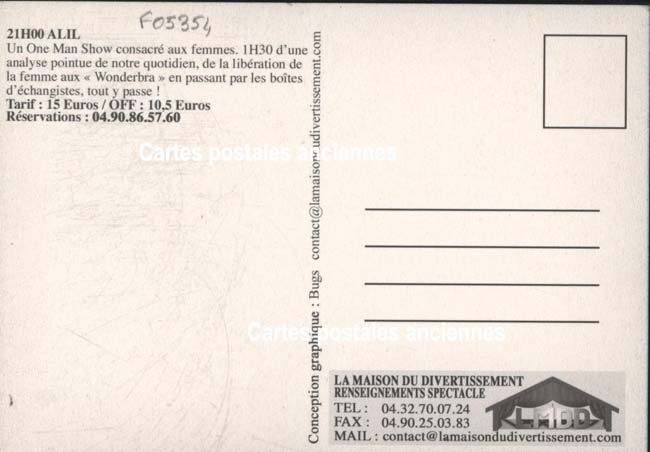 F05354
21H00 ALIL
Un One Man Show consacré aux femmes. 1H30 d'une
analyse pointue de notre quotidien, de la libération de
la femme aux « Wonderbra » en passant par les boîtes
d'échangistes, tout y passe !
Tarif : 15 Euros / OFF : 10,5 Euros
Réservations : 04.90.86.57.60
Cartes postales anciennes
Conception graphique : Bugs contact@lamaisondudivertissement.com
Cartes postales anciennes
LA MAISON DU DIVERTISSEMENT
RENSEIGNEMENTS SPECTACLE
TEL : 04.32.70.07.24
FAX : 04.90.25.03.83
MAIL : contact@lamaisondudivertissement.com
LMDD